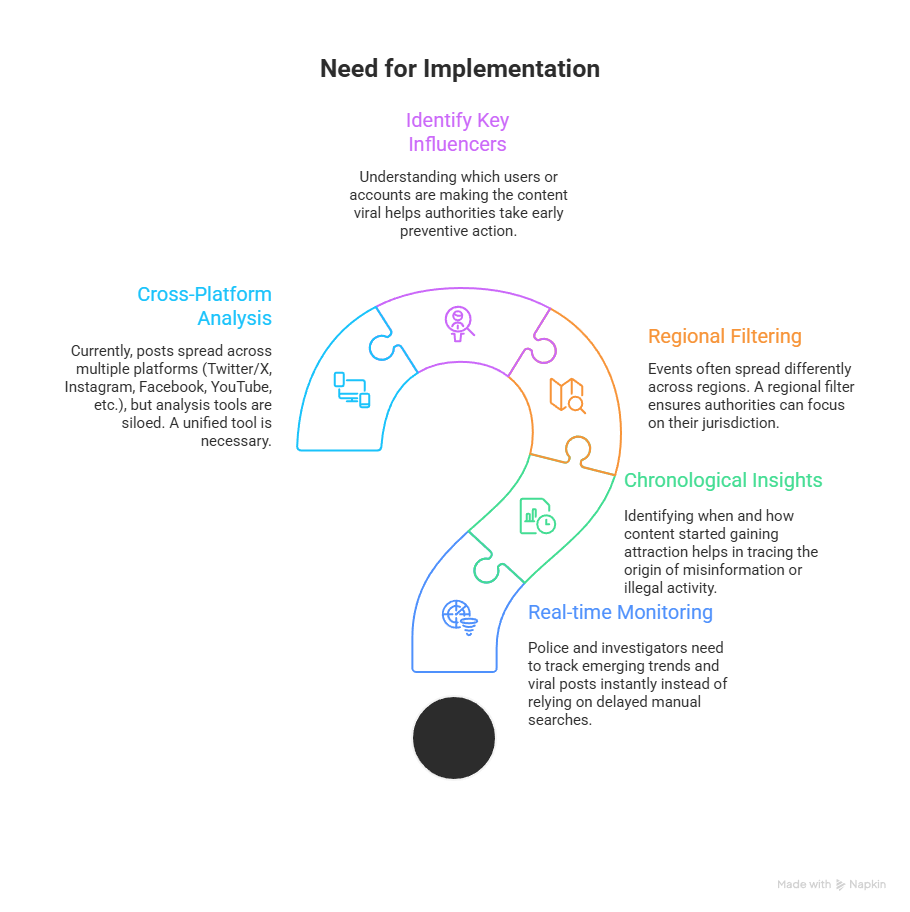 Need for Implementation
Identify Key
Influencers
Understanding which users or
accounts are making the content
viral helps authorities take early
preventive action.
Cross-Platform
Analysis
Currently, posts spread across
multiple platforms (Twitter/X,
Instagram, Facebook, YouTube,
etc.), but analysis tools are
siloed. A unified tool is
necessary.
Regional Filtering
Events often spread differently
across regions. A regional filter
ensures authorities can focus
on their jurisdiction.
Chronological Insights
Identifying when and how
content started gaining
attraction helps in tracing the
origin of misinformation or
illegal activity.
Real-time Monitoring
Police and investigators need
to track emerging trends and
viral posts instantly instead of
relying on delayed manual
searches.
Made with Napkin